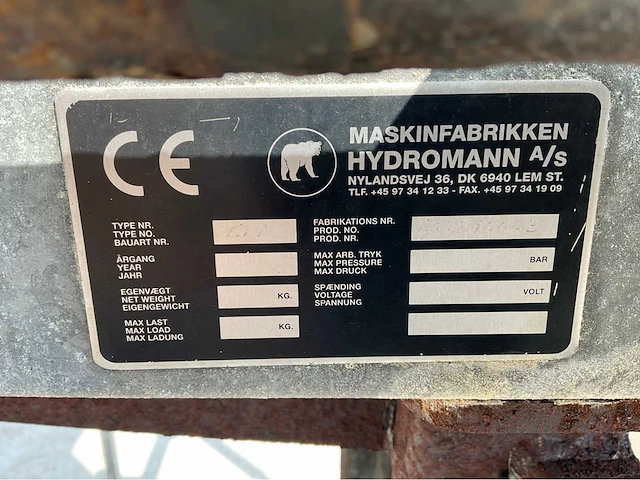 CE
MASKINFABRIKKEN
HYDROMANN A/S
NYLANDSVEJ 36, DK 6940 LEM ST.
TLF. +45 97 34 12 33 - FAX. +45 97 34 19 09
TYPE NR.
TYPE NO.
BAUART NR.
ÅRGANG
YEAR
JAHR
EGENVÆGT
NET WEIGHT
EIGENGEWICHT
KG.
MAX LAST
MAX LOAD
MAX LADUNG
KG.
FABRIKATIONS NR.
PROD. NO.
PROD. NR.
MAX ARB. TRYK
MAX PRESSURE
MAX DRUCK
BAR
SPÆNDING
VOLTAGE
SPANNUNG
VOLT